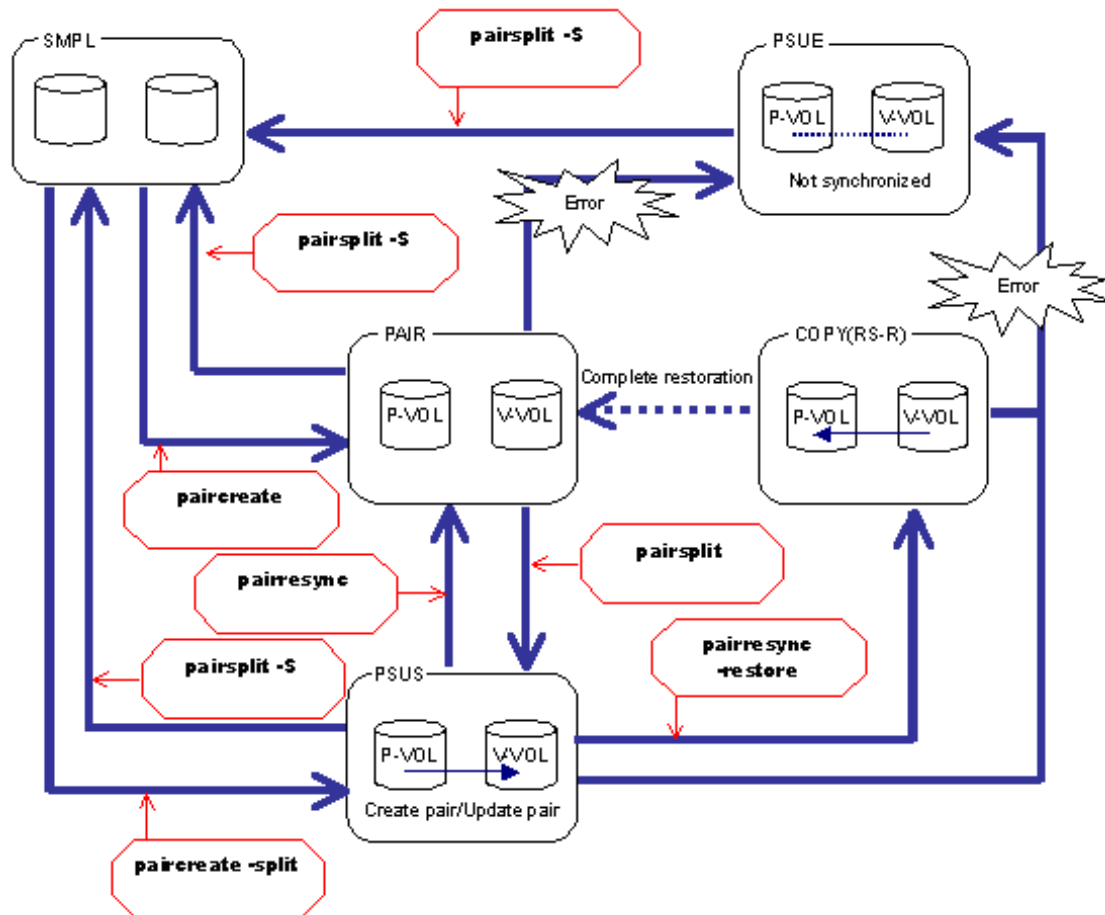 SMPL
pairsplit -S
PSUE
P-VOL
V-VOL
Not synchronized
Error
pairsplit -S
Error
PAIR
P-VOL
V-VOL
Complete restoration
COPY(RS-R)
P-VOL
V-VOL
paircreate
pairresync
pairsplit
pairsplit -S
pairresync
-restore
PSUS
P-VOL
V-VOL
Create pair/Update pair
paircreate -split